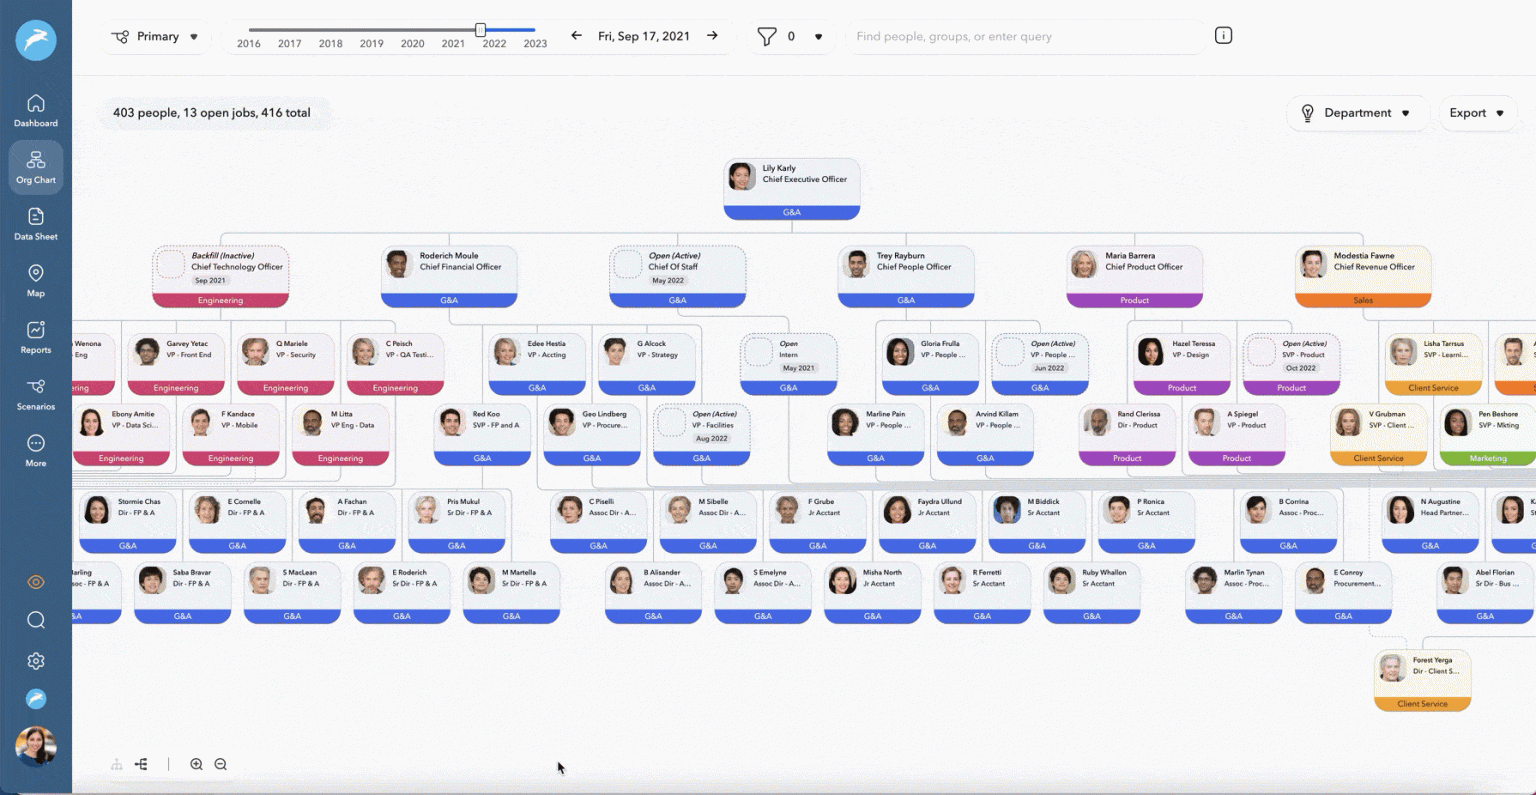 Primary
2016 2017 2018 2019 2020 2021 2022 2023
Fri, Sep 17, 2021
0
Find people, groups, or enter query
Dashboard
Org Chart
Data Sheet
Map
Reports
Scenarios
More
403 people, 13 open jobs, 416 total
Department
Export
Lily Karly
Chief Executive Officer
G&A
Backfill (Inactive)
Chief Technology Officer
Sep 2021
Engineering
Roderich Moule
Chief Financial Officer
G&A
Open (Active)
Chief Of Staff
May 2022
G&A
Trey Rayburn
Chief People Officer
G&A
Maria Barrera
Chief Product Officer
Product
Modestia Fawne
Chief Revenue Officer
Sales
Wenona
Eng
ering
Garvey Yetac
VP - Front End
Engineering
Q Mariele
VP - Security
Engineering
C Peisch
VP - QA Testi...
Engineering
Edee Hestia
VP - Accting
G&A
G Alcock
VP - Strategy
G&A
Open
Intern
May 2021
G&A
Gloria Frulla
VP - People ...
G&A
Open (Active)
VP - People ...
Jun 2022
G&A
Hazel Teressa
VP - Design
Product
Open (Active)
SVP - Product
Oct 2022
Product
Lisha Tarrsus
SVP - Learni...
Client Service
Ebony Amitie
VP - Data Sci...
Engineering
F Kandace
VP - Mobile
Engineering
M Litta
VP Eng - Data
Engineering
Red Koo
SVP - FP and A
G&A
Geo Lindberg
VP - Procure...
G&A
Open (Active)
VP - Facilities
Aug 2022
G&A
Marline Pain
VP - People ...
G&A
Arvind Killam
VP - People ...
G&A
Rand Clerissa
Dir - Product
Product
A Spiegel
VP - Product
Product
V Grubman
SVP - Client ...
Client Service
Pen Beshore
SVP - Mkting
Marketing
Stormie Chas
Dir - FP & A
G&A
E Cornelle
Dir - FP & A
G&A
A Fachan
Dir - FP & A
G&A
Pris Mukul
Sr Dir - FP & A
G&A
C Piselli
Assoc Dir - A...
G&A
M Sibelle
Assoc Dir - A...
G&A
F Grube
Jr Acctant
G&A
Faydra Ullund
Jr Acctant
G&A
M Biddick
Sr Acctant
G&A
P Ronica
Sr Acctant
G&A
B Corrina
Assoc - Proc...
G&A
N Augustine
Head Partner...
G&A
arling
soc - FP & A
&A
Saba Bravar
Dir - FP & A
G&A
S MacLean
Dir - FP & A
G&A
E Roderich
Sr Dir - FP & A
G&A
M Martella
Sr Dir - FP & A
G&A
B Alisander
Assoc Dir - A...
G&A
S Emelyne
Assoc Dir - A...
G&A
Misha North
Jr Acctant
G&A
R Ferretti
Sr Acctant
G&A
Ruby Whallon
Sr Acctant
G&A
Marlin Tynan
Assoc - Proc...
G&A
E Conroy
Procurement...
G&A
Abel Florian
Sr Dir - Bus ...
G&A
Forest Yerga
Dir - Client S...
Client Service